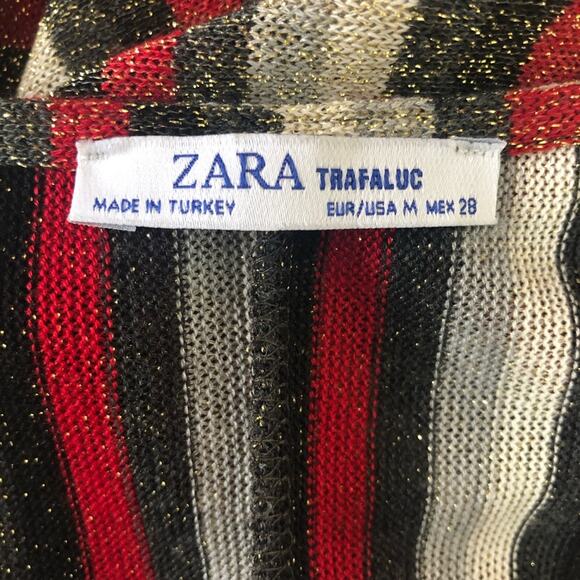 ZARA TRAFALUC
MADE IN TURKEY EUR/USA M MEX 28